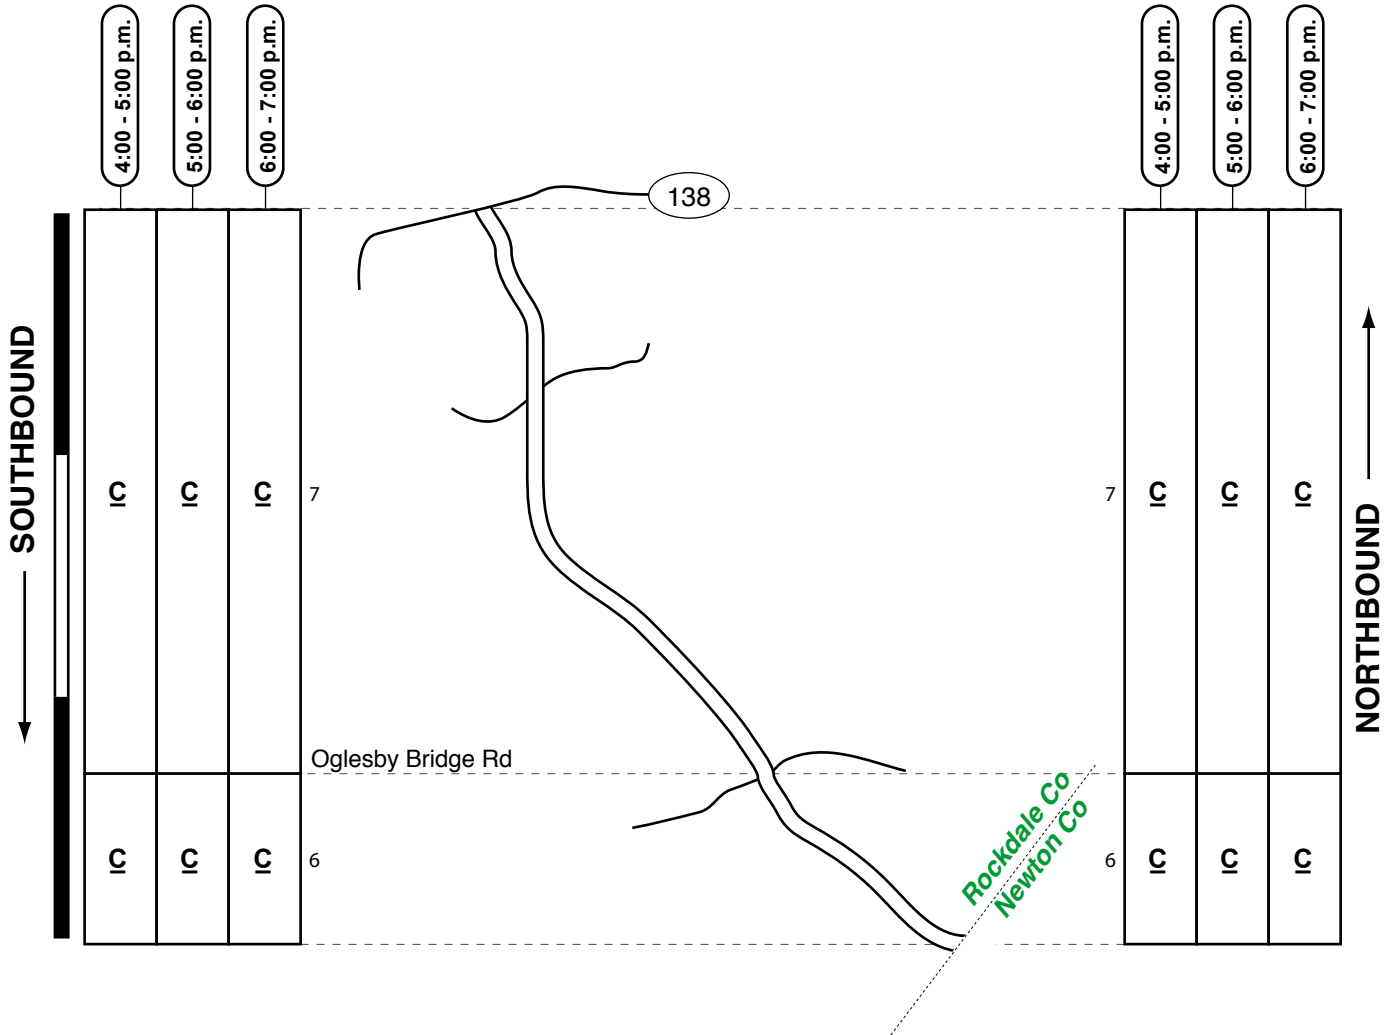 4:00 - 5:00 p.m.
5:00 - 6:00 p.m.
6:00 - 7:00 p.m.
4:00 - 5:00 p.m.
5:00 - 6:00 p.m.
6:00 - 7:00 p.m.
138
SOUTHBOUND
C C C 7
7 C C C
NORTHBOUND
Oglesby Bridge Rd
Rockdale Co
Newton Co
C C C 6
6 C C C